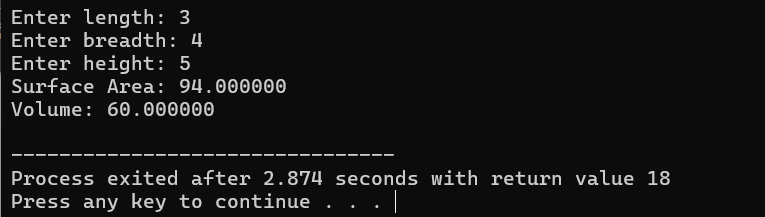 Enter length: 3
Enter breadth: 4
Enter height: 5
Surface Area: 94.000000
Volume: 60.000000
--------------------------------
Process exited after 2.874 seconds with return value 18
Press any key to continue . . .